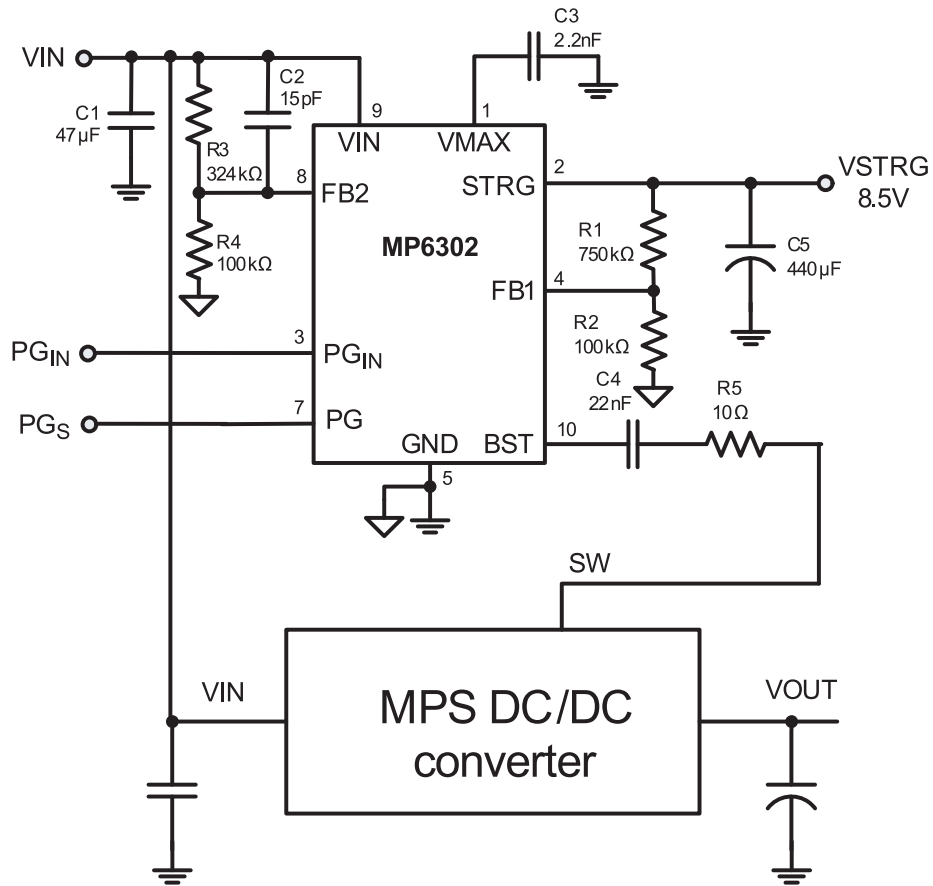 C3
2.2nF
VIN
C1
47µF
C2
15pF
R3
324kΩ
R4
100kΩ
9
1
VIN
VMAX
8
FB2
2
STRG
VSTRG
8.5V
MP6302
R1
750kΩ
C5
440µF
4
FB1
R2
100kΩ
PGIN
3
PGIN
PGS
7
PG
C4
22nF
R5
10Ω
10
GND
BST
5
SW
VIN
VOUT
MPS DC/DC
converter